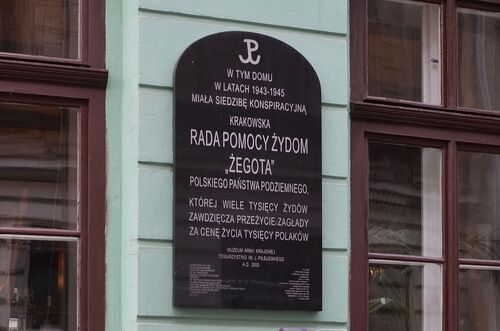 W TYM DOMU
W LATACH 1943-1945
MIAŁA SIEDZIBĘ KONSPIRACYJNĄ
KRAKOWSKA
RADA POMOCY ŻYDOM
„ŻEGOTA”
POLSKIEGO PAŃSTWA PODZIEMNEGO,
KTÓREJ WIELE TYSIĘCY ŻYDÓW
ZAWDZIĘCZA PRZEŻYCIE ZAGŁADY
ZA CENĘ ŻYCIA TYSIĘCY POLAKÓW
MUZEUM ARMII KRAJOWEJ
TOWARZYSTWO IM. J. PIŁSUDSKIEGO
A.D. 2005